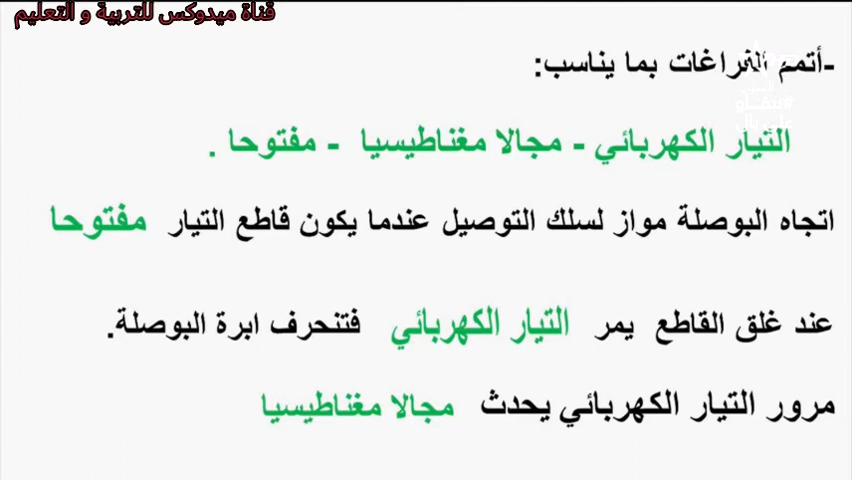 قناة ميدوكس للتربية و التعليم
-أتمم الفراغات بما يناسب:
التيار الكهربائي - مجالا مغناطيسيا - مفتوحا .
اتجاه البوصلة مواز لسلك التوصيل عندما يكون قاطع التيار مفتوحا
عند غلق القاطع يمر التيار الكهربائي فتنحرف ابرة البوصلة.
مرور التيار الكهربائي يحدث مجالا مغناطيسيا